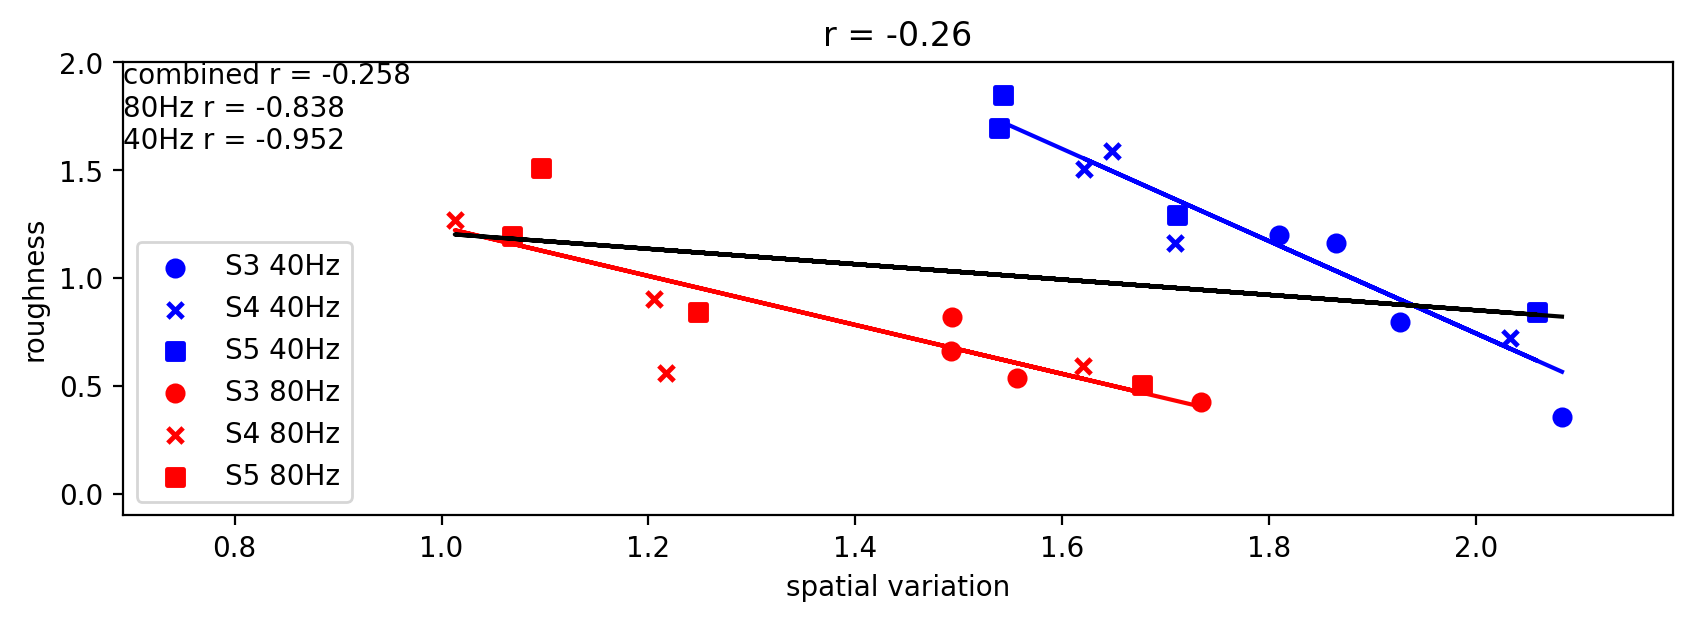 r = -0.26
combined r = -0.258
80Hz r = -0.838
40Hz r = -0.952
roughness
2.0
1.5
1.0
0.5
0.0
S3 40Hz
S4 40Hz
S5 40Hz
S3 80Hz
S4 80Hz
S5 80Hz
0.8 1.0 1.2 1.4 1.6 1.8 2.0
spatial variation